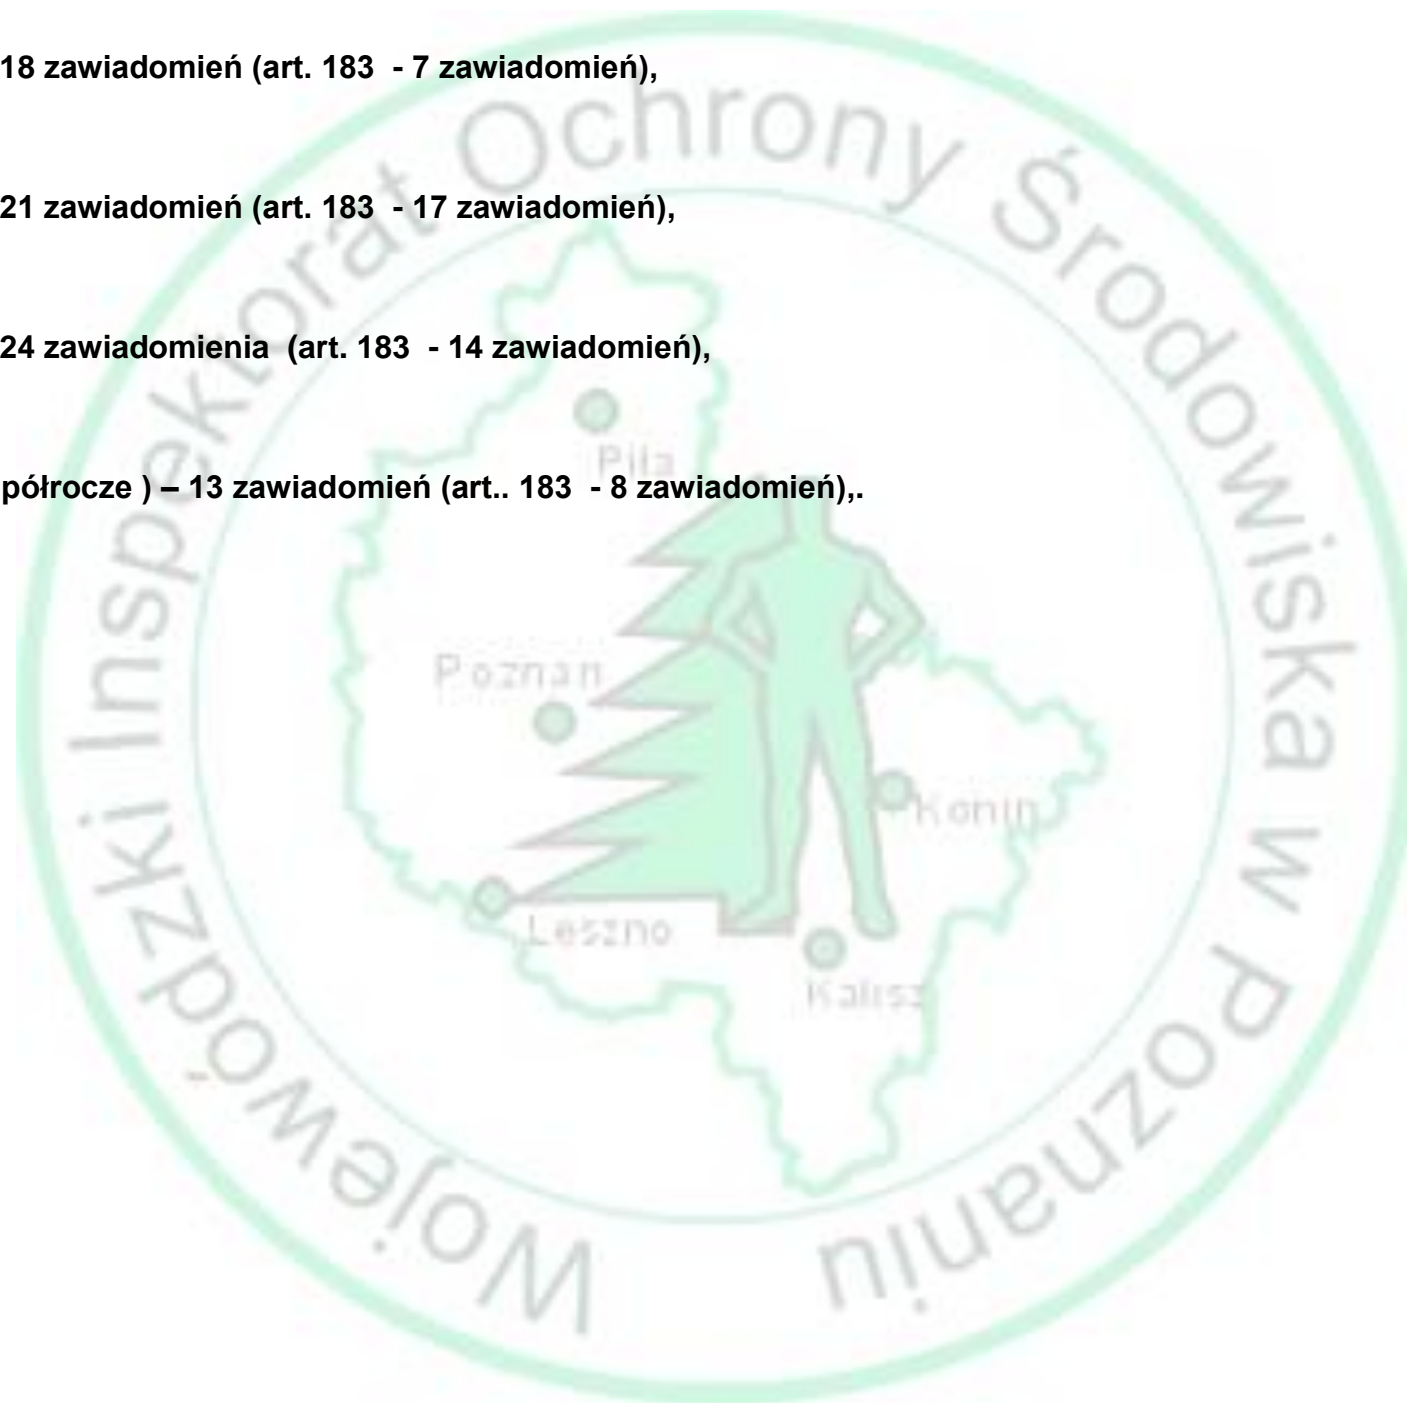 18 zawiadomień (art. 183 - 7 zawiadomień),
21 zawiadomień (art. 183 - 17 zawiadomień),
24 zawiadomienia (art. 183 - 14 zawiadomień),
półrocze ) – 13 zawiadomień (art.. 183 - 8 zawiadomień),.
Wojewódzki Inspektorat Ochrony Środowiska w Poznaniu
Piła
Poznan
Konin
Leszno
Kalisz